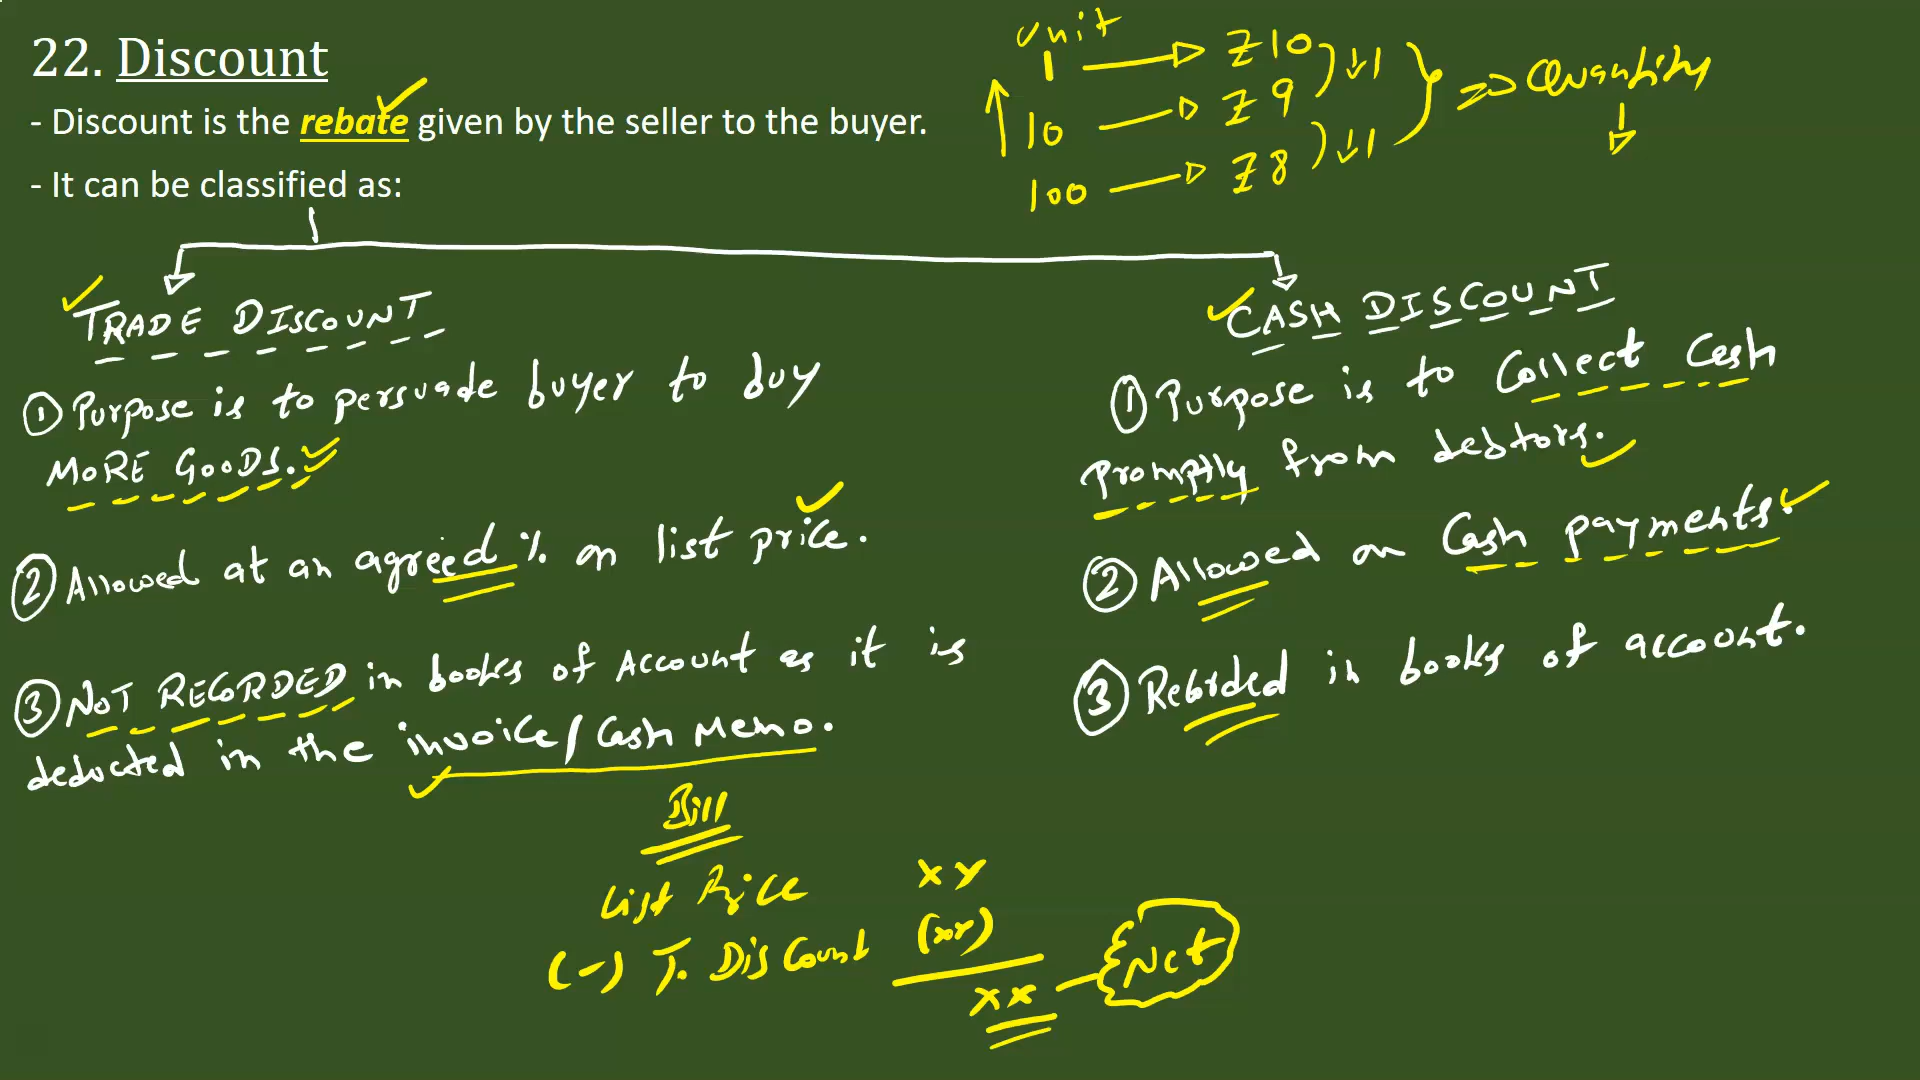 22. Discount
- Discount is the rebate given by the seller to the buyer.
- It can be classified as:
Unit
1 → ₹10 ↓1
10 → ₹9 ↓1
100 → ₹8
⇒ Quantity
TRADE DISCOUNT
① Purpose is to persuade buyer to buy
MORE GOODS.
② Allowed at an agreed % on list price.
③ NOT RECORDED in books of Account as it is
deducted in the invoice/Cash Memo.
Bill
List Price xx
(-) T. Discount (xx)
xx Net
CASH DISCOUNT
① Purpose is to Collect Cash
Promptly from debtors.
② Allowed on Cash payments.
③ Recorded in books of account.